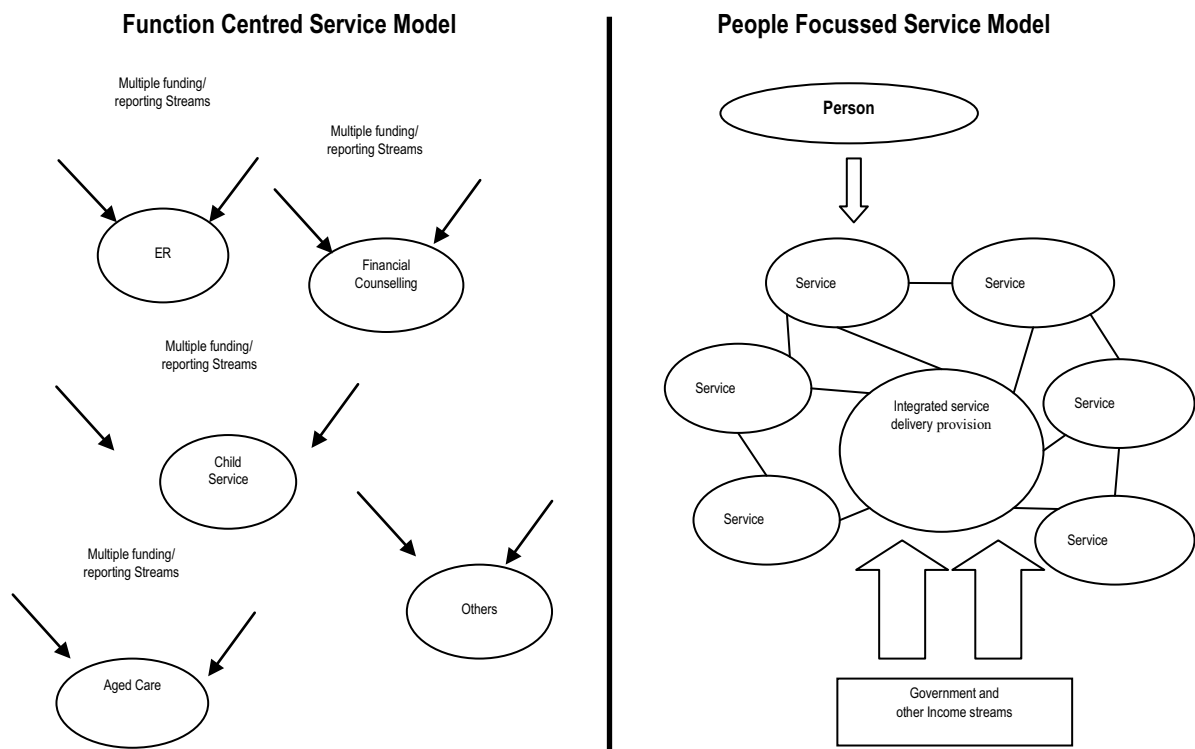 Function Centred Service Model
Multiple funding/
reporting Streams
Multiple funding/
reporting Streams
ER
Financial
Counselling
Multiple funding/
reporting Streams
Child
Service
Multiple funding/
reporting Streams
Others
Aged Care
People Focussed Service Model
Person
Service
Service
Service
Integrated service
delivery provision
Service
Service
Service
Government and
other Income streams